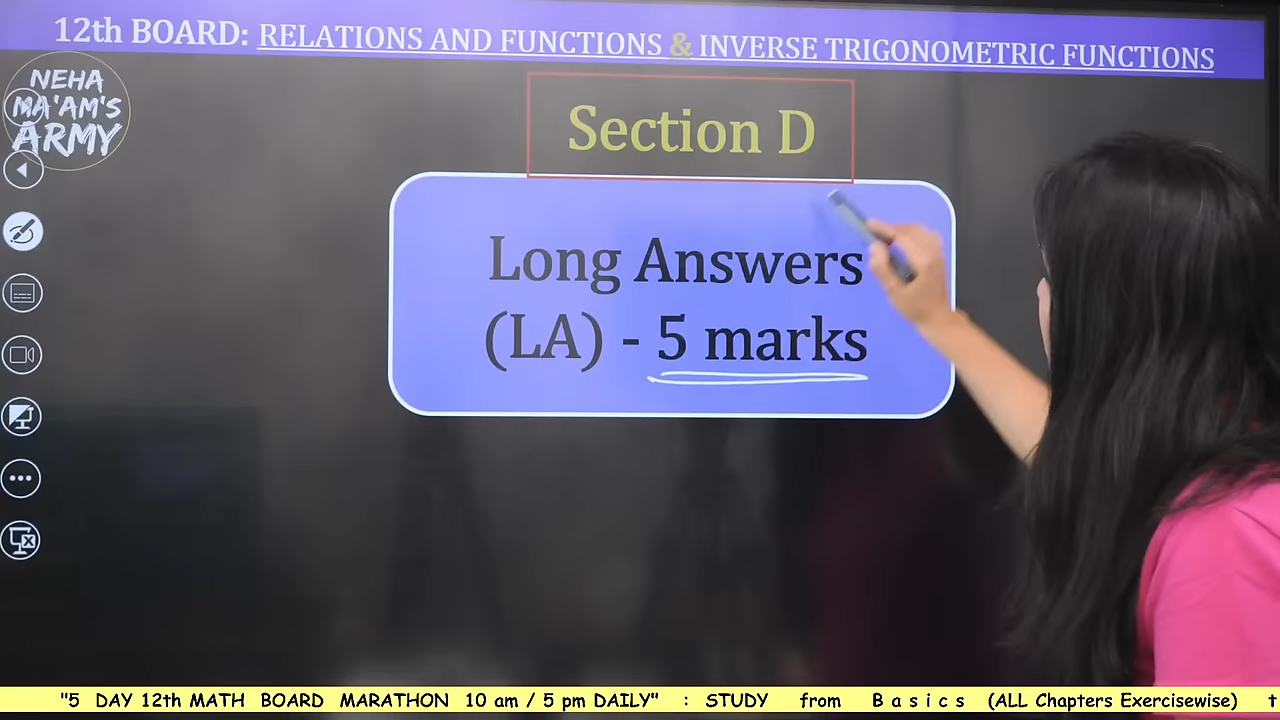 12th BOARD: RELATIONS AND FUNCTIONS & INVERSE TRIGONOMETRIC FUNCTIONS
NEHA
MA'AM'S
ARMY
Section D
Long Answers
(LA) - 5 marks
"5 DAY 12th MATH BOARD MARATHON 10 am / 5 pm DAILY" : STUDY from Basics (ALL Chapters Exercisewise) t